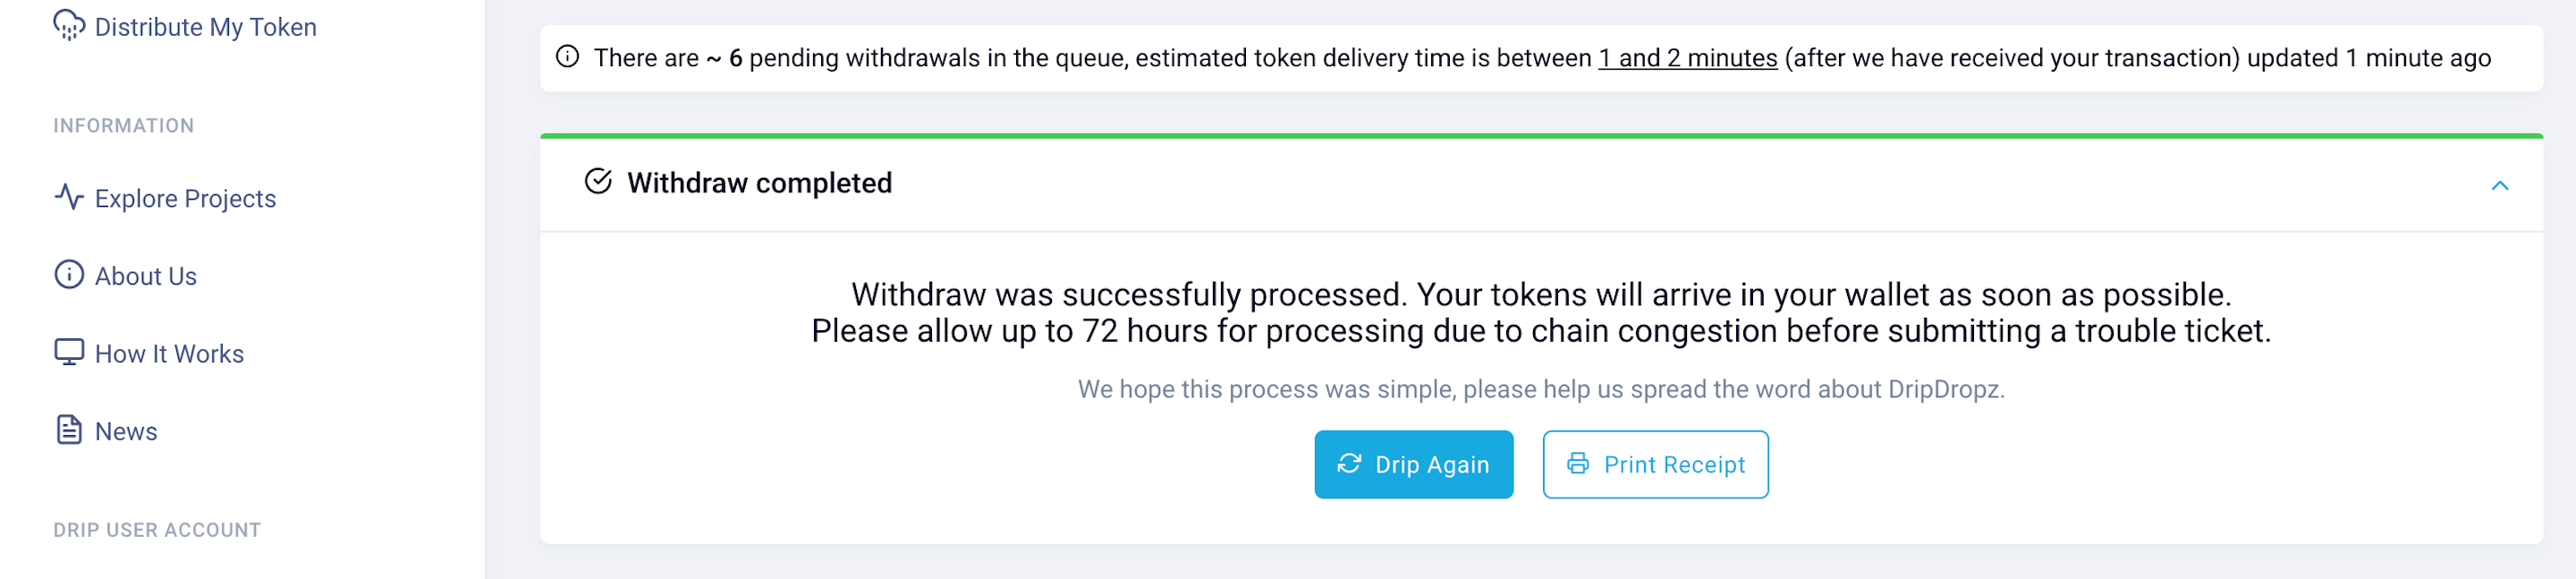 Distribute My Token
INFORMATION
Explore Projects
About Us
How It Works
News
DRIP USER ACCOUNT
There are ~ 6 pending withdrawals in the queue, estimated token delivery time is between 1 and 2 minutes (after we have received your transaction) updated 1 minute ago
Withdraw completed
Withdraw was successfully processed. Your tokens will arrive in your wallet as soon as possible.
Please allow up to 72 hours for processing due to chain congestion before submitting a trouble ticket.
We hope this process was simple, please help us spread the word about DripDropz.
Drip Again
Print Receipt